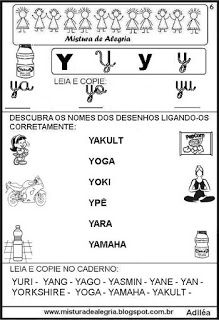 Mistura de Alegria
Y Y y y
LEIA E COPIE:
ya yo yu
DESCUBRA OS NOMES DOS DESENHOS LIGANDO-OS
CORRETAMENTE:
YAKULT
YOGA
YOKI
YPÊ
YARA
YAMAHA
LEIA E COPIE NO CADERNO:
YURI - YANG - YAGO - YASMIN - YANE - YAN -
YORKSHIRE - YOGA - YAMAHA - YAKULT -
www.misturadealegria.blogspot.com.br Adiléa